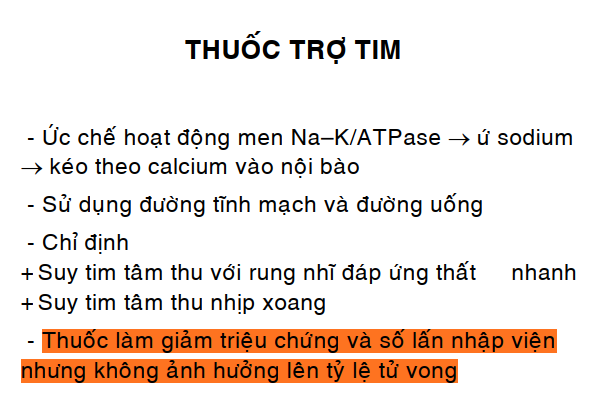 THUỐC TRỢ TIM
- Ức chế hoạt động men Na–K/ATPase → ứ sodium
→ kéo theo calcium vào nội bào
- Sử dụng đường tĩnh mạch và đường uống
- Chỉ định
+ Suy tim tâm thu với rung nhĩ đáp ứng thất nhanh
+ Suy tim tâm thu nhịp xoang
- Thuốc làm giảm triệu chứng và số lấn nhập viện
nhưng không ảnh hưởng lên tỷ lệ tử vong